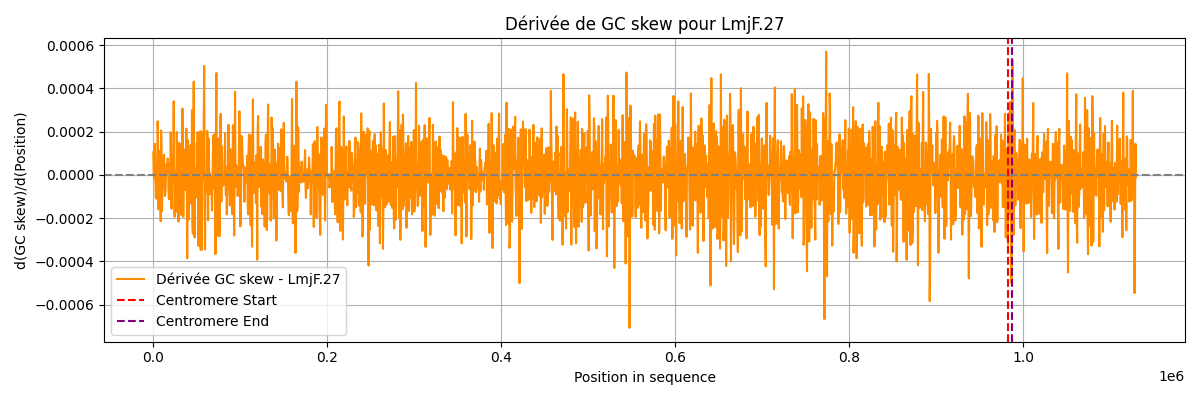 Dérivée de GC skew pour LmjF.27
d(GC skew)/d(Position)
0.0006
0.0004
0.0002
0.0000
−0.0002
−0.0004
−0.0006
Dérivée GC skew - LmjF.27
Centromere Start
Centromere End
0.0 0.2 0.4 0.6 0.8 1.0
1e6
Position in sequence